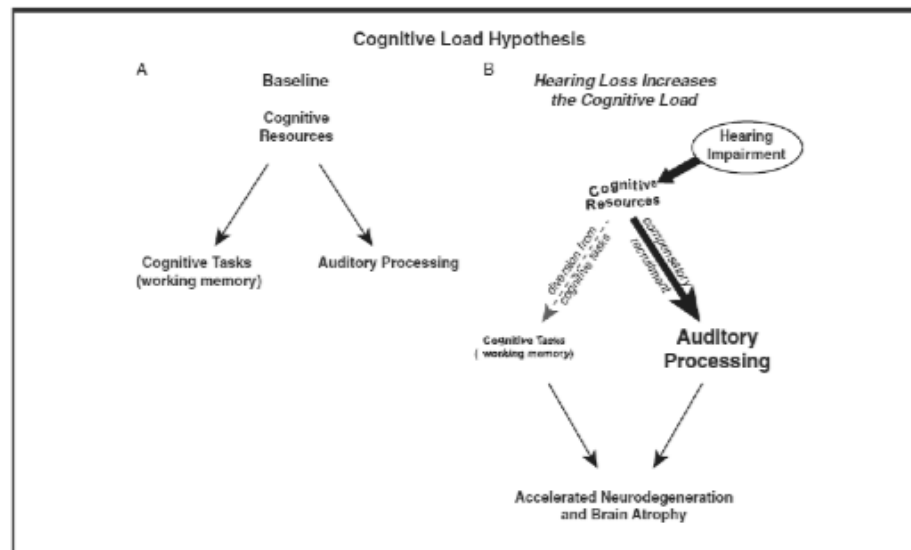 Cognitive Load Hypothesis
A
Baseline
Cognitive
Resources
Cognitive Tasks
(working memory)
Auditory Processing
B
Hearing Loss Increases
the Cognitive Load
Hearing
Impairment
Cognitive
Resources
diversion from
cognitive tasks
compensatory
recruitment
Cognitive Tasks
( working memory)
Auditory
Processing
Accelerated Neurodegeneration
and Brain Atrophy